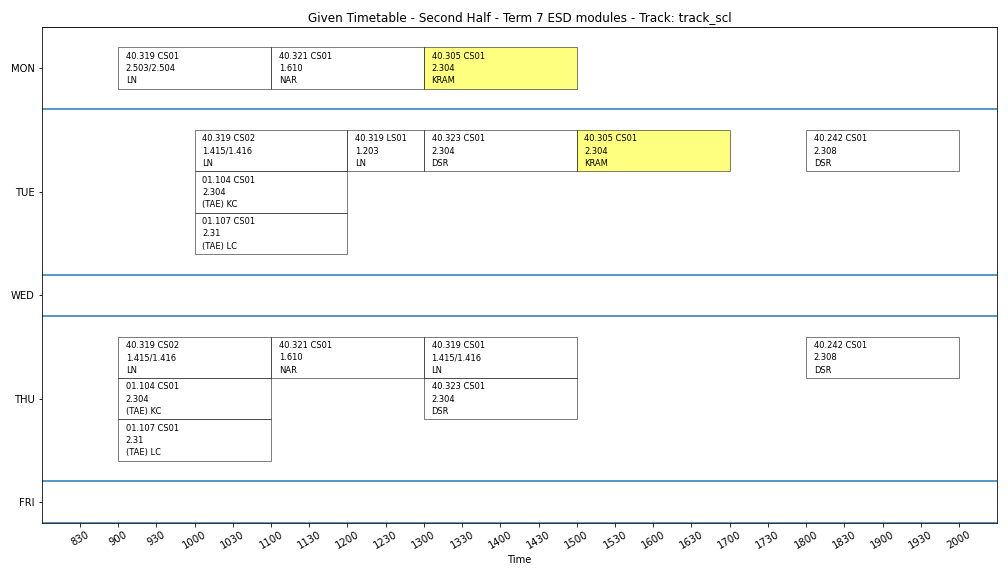 Given Timetable - Second Half - Term 7 ESD modules - Track: track_scl
MON
40.319 CS01
2.503/2.504
LN
40.321 CS01
1.610
NAR
40.305 CS01
2.304
KRAM
TUE
40.319 CS02
1.415/1.416
LN
40.319 LS01
1.203
LN
40.323 CS01
2.304
DSR
40.305 CS01
2.304
KRAM
40.242 CS01
2.308
DSR
01.104 CS01
2.304
(TAE) KC
01.107 CS01
2.31
(TAE) LC
WED
THU
40.319 CS02
1.415/1.416
LN
40.321 CS01
1.610
NAR
40.319 CS01
1.415/1.416
LN
40.242 CS01
2.308
DSR
01.104 CS01
2.304
(TAE) KC
40.323 CS01
2.304
DSR
01.107 CS01
2.31
(TAE) LC
FRI
830 900 930 1000 1030 1100 1130 1200 1230 1300 1330 1400 1430 1500 1600 1630 1700 1730 1800 1830 1900 1930 2000
Time